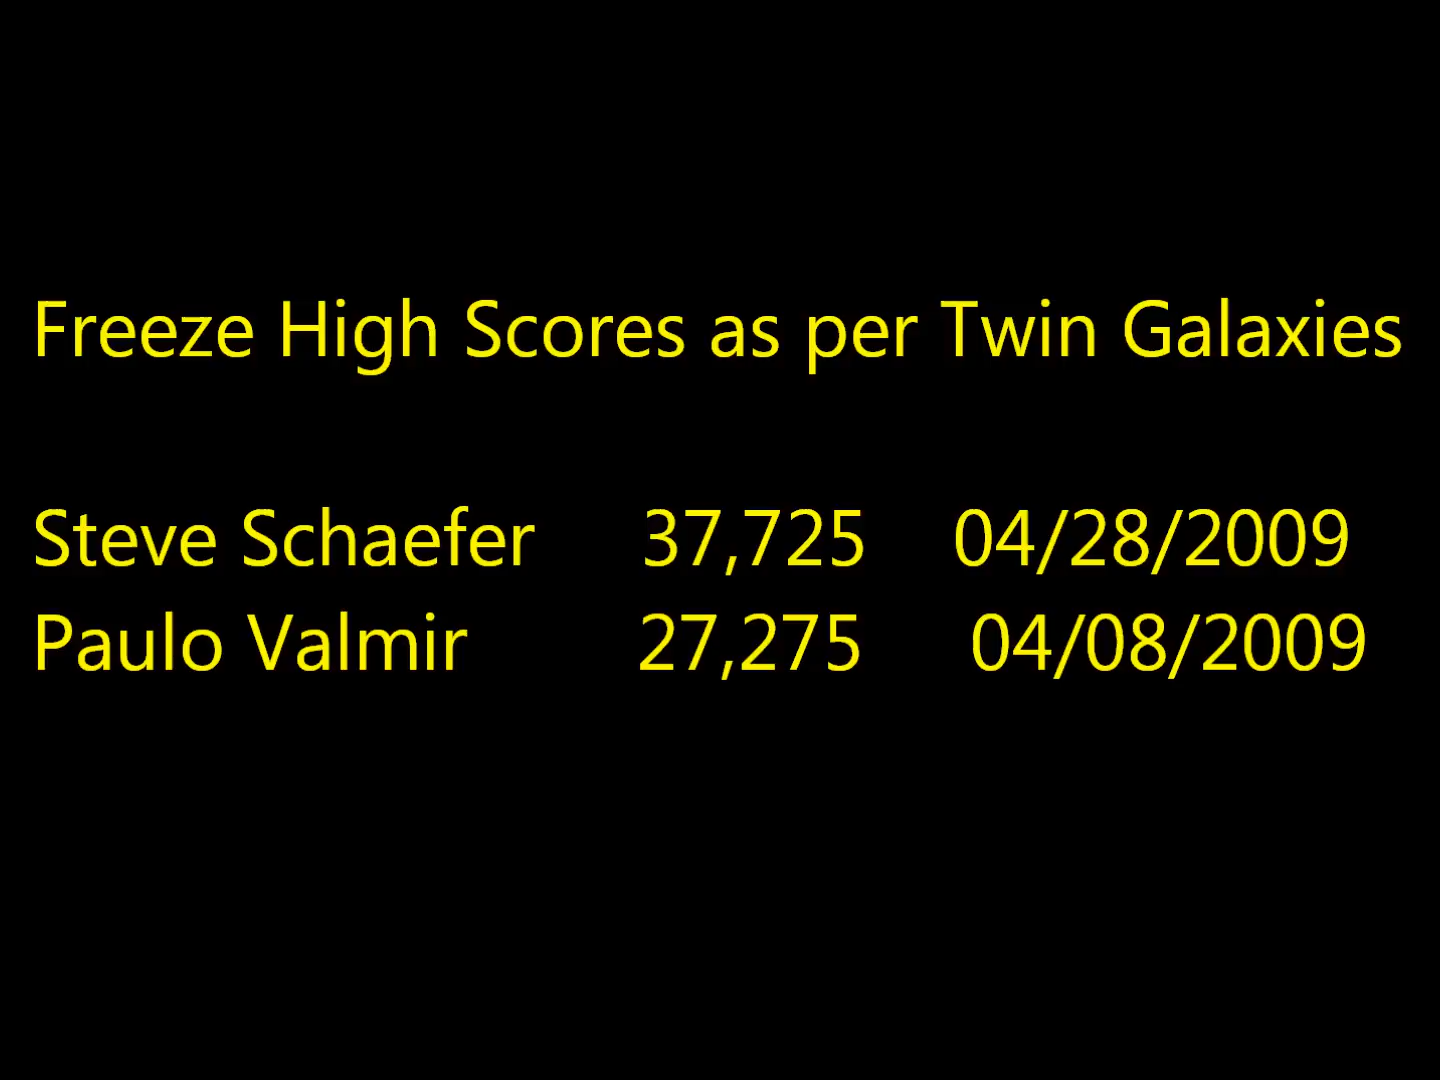 Freeze High Scores as per Twin Galaxies
Steve Schaefer 37,725 04/28/2009
Paulo Valmir 27,275 04/08/2009